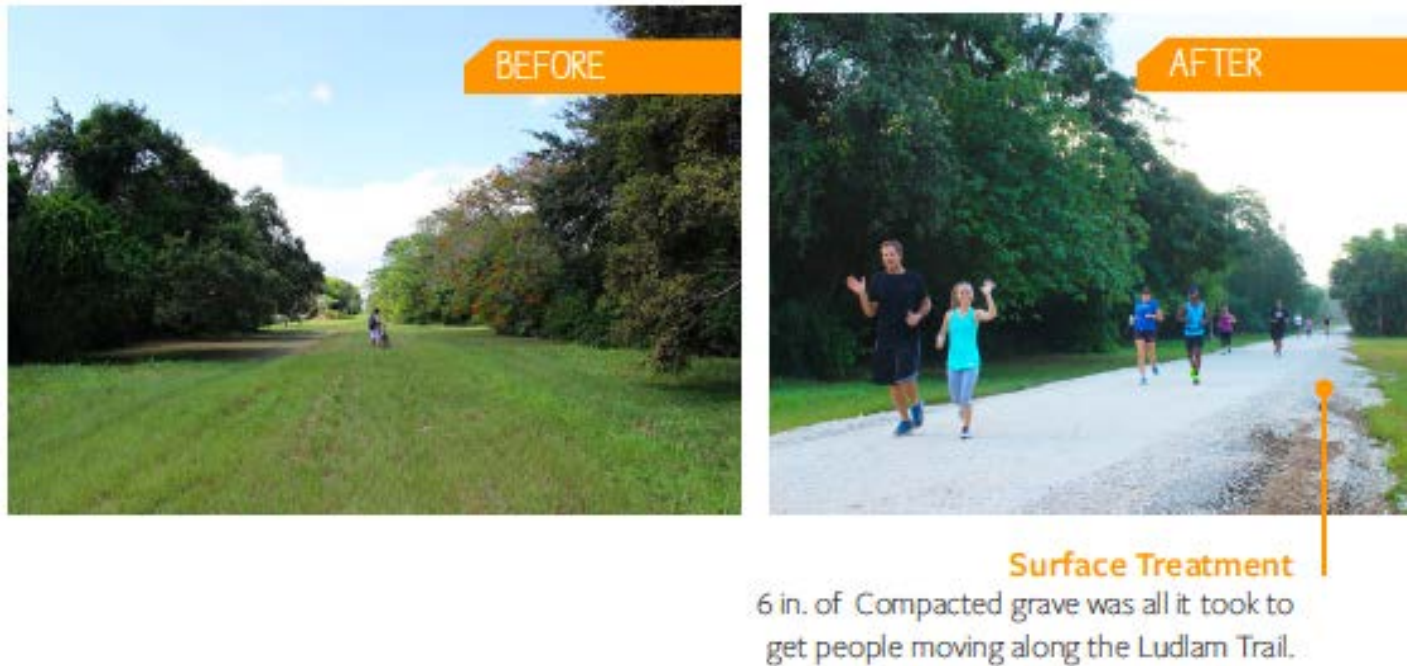 BEFORE
AFTER
Surface Treatment
6 in. of Compacted grave was all it took to
get people moving along the Ludlam Trail.